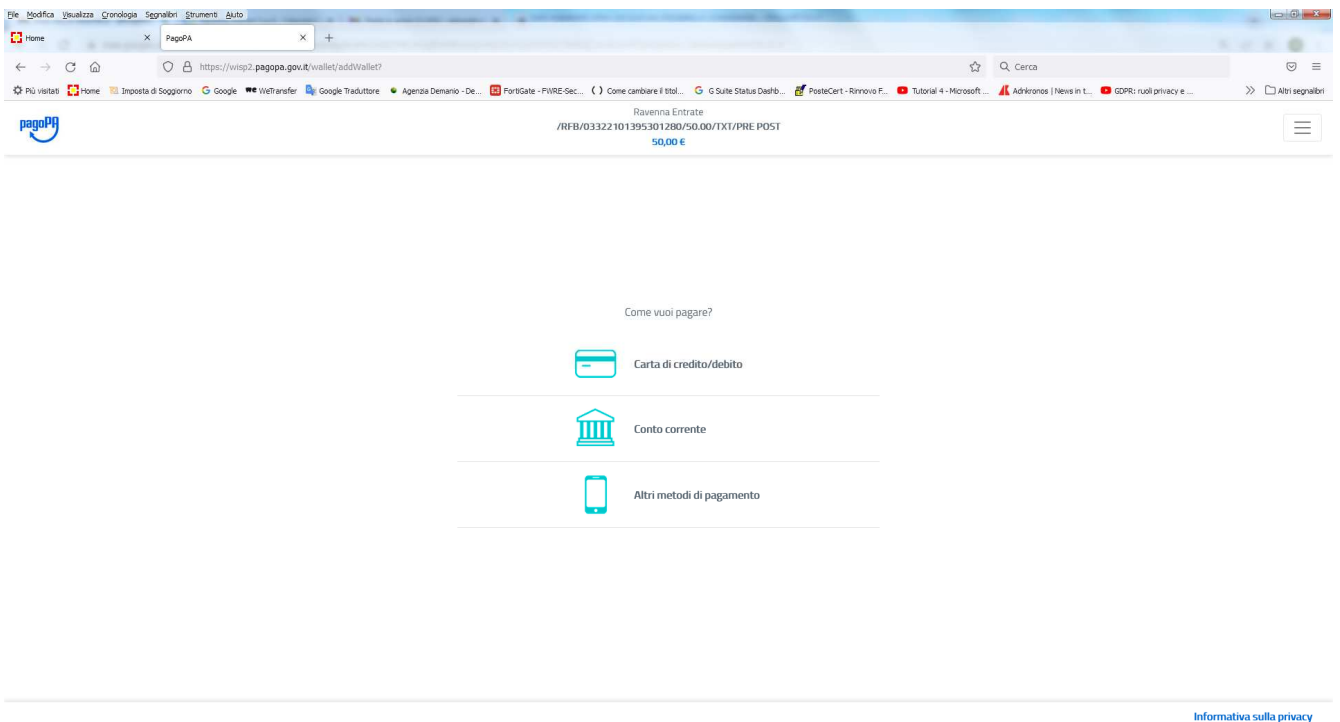 File Modifica Visualizza Cronologia Segnalibri Strumenti Aiuto
Home PagoPA
https://wisp2.pagopa.gov.it/wallet/addWallet? Cerca
Più visitati Home Imposta di Soggiorno Google WeTransfer Google Traduttore Agenzia Demanio - De... FortiGate - FWRE-Sec... Come cambiare il titol... G Suite Status Dashb... PosteCert - Rinnovo F... Tutorial 4 - Microsoft ... Adnkronos | News in t... GDPR: ruoli privacy e ... Altri segnalibri
pagoPA
Ravenna Entrate
/RFB/03322101395301280/50.00/TXT/PRE POST
50,00 €
Come vuoi pagare?
Carta di credito/debito
Conto corrente
Altri metodi di pagamento
Informativa sulla privacy